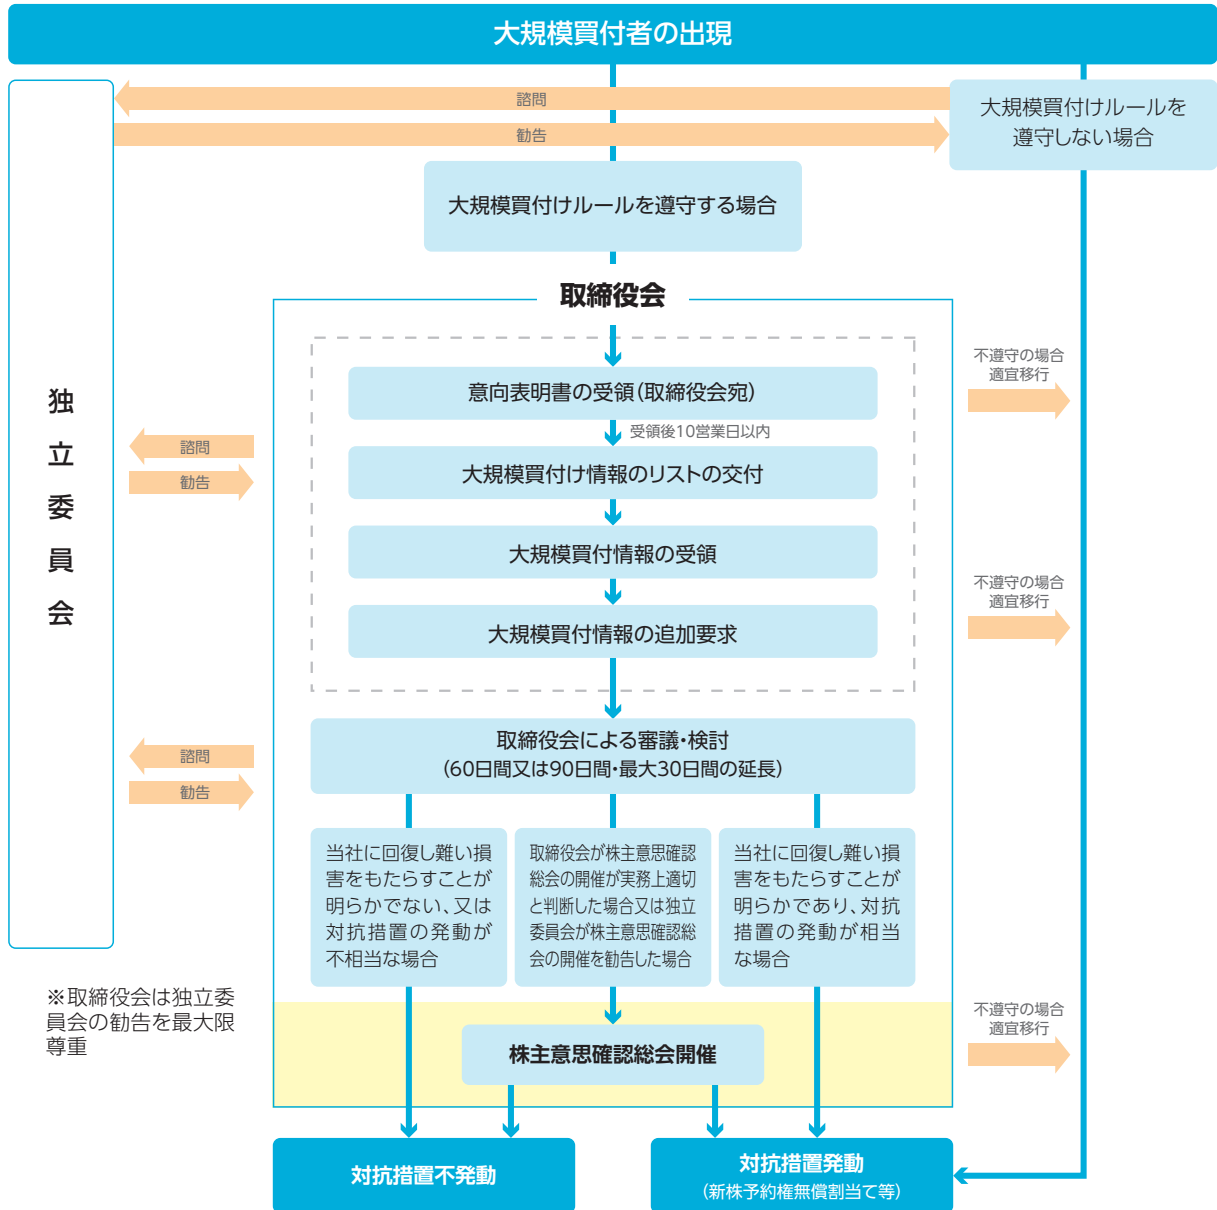 大規模買付者の出現
諮問
勧告
大規模買付けルールを
遵守しない場合
大規模買付けルールを遵守する場合
取締役会
独立委員会
意向表明書の受領(取締役会宛)
受領後10営業日以内
大規模買付け情報のリストの交付
大規模買付情報の受領
大規模買付情報の追加要求
不遵守の場合
適宜移行
諮問
勧告
不遵守の場合
適宜移行
取締役会による審議・検討
(60日間又は90日間・最大30日間の延長)
諮問
勧告
当社に回復し難い損
害をもたらすことが
明らかでない、又は
対抗措置の発動が
不相当な場合
取締役会が株主意思確認
総会の開催が実務上適切
と判断した場合又は独立
委員会が株主意思確認総
会の開催を勧告した場合
当社に回復し難い損
害をもたらすことが
明らかであり、対抗
措置の発動が相当
な場合
※取締役会は独立委
員会の勧告を最大限
尊重
株主意思確認総会開催
不遵守の場合
適宜移行
対抗措置不発動
対抗措置発動
(新株予約権無償割当て等)